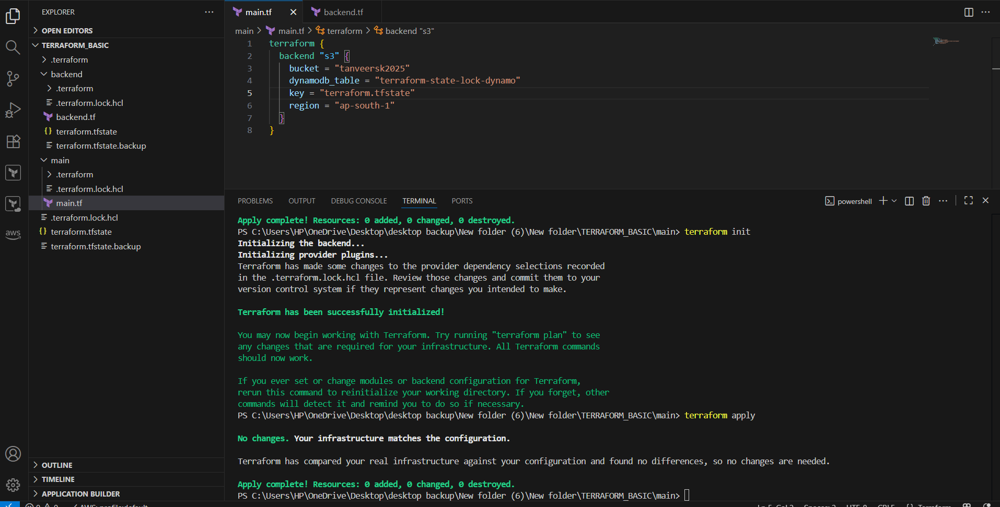 EXPLORER
OPEN EDITORS
TERRAFORM_BASIC
.terraform
backend
.terraform
.terraform.lock.hcl
backend.tf
terraform.tfstate
terraform.tfstate.backup
main
.terraform
.terraform.lock.hcl
main.tf
.terraform.lock.hcl
terraform.tfstate
terraform.tfstate.backup
aws
OUTLINE
TIMELINE
APPLICATION BUILDER
main.tf
backend.tf
main > main.tf > terraform > backend "s3"
1 terraform {
2 backend "s3" {
3 bucket = "tanveersk2025"
4 dynamodb_table = "terraform-state-lock-dynamo"
5 key = "terraform.tfstate"
6 region = "ap-south-1"
7 }
8 }
PROBLEMS OUTPUT DEBUG CONSOLE TERMINAL PORTS
powershell
Apply complete! Resources: 0 added, 0 changed, 0 destroyed.
PS C:\Users\HP\OneDrive\Desktop\desktop backup\New folder (6)\New folder\TERRAFORM_BASIC\main> terraform init
Initializing the backend...
Initializing provider plugins...
Terraform has made some changes to the provider dependency selections recorded
in the .terraform.lock.hcl file. Review those changes and commit them to your
version control system if they represent changes you intended to make.
Terraform has been successfully initialized!
You may now begin working with Terraform. Try running "terraform plan" to see
any changes that are required for your infrastructure. All Terraform commands
should now work.
If you ever set or change modules or backend configuration for Terraform,
rerun this command to reinitialize your working directory. If you forget, other
commands will detect it and remind you to do so if necessary.
PS C:\Users\HP\OneDrive\Desktop\desktop backup\New folder (6)\New folder\TERRAFORM_BASIC\main> terraform apply
No changes. Your infrastructure matches the configuration.
Terraform has compared your real infrastructure against your configuration and found no differences, so no changes are needed.
Apply complete! Resources: 0 added, 0 changed, 0 destroyed.
PS C:\Users\HP\OneDrive\Desktop\desktop backup\New folder (6)\New folder\TERRAFORM_BASIC\main>